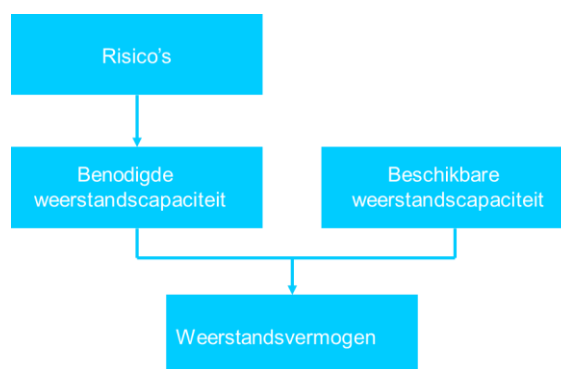 Risico's
Benodigde
weerstandscapaciteit
Beschikbare
weerstandscapaciteit
Weerstandsvermogen